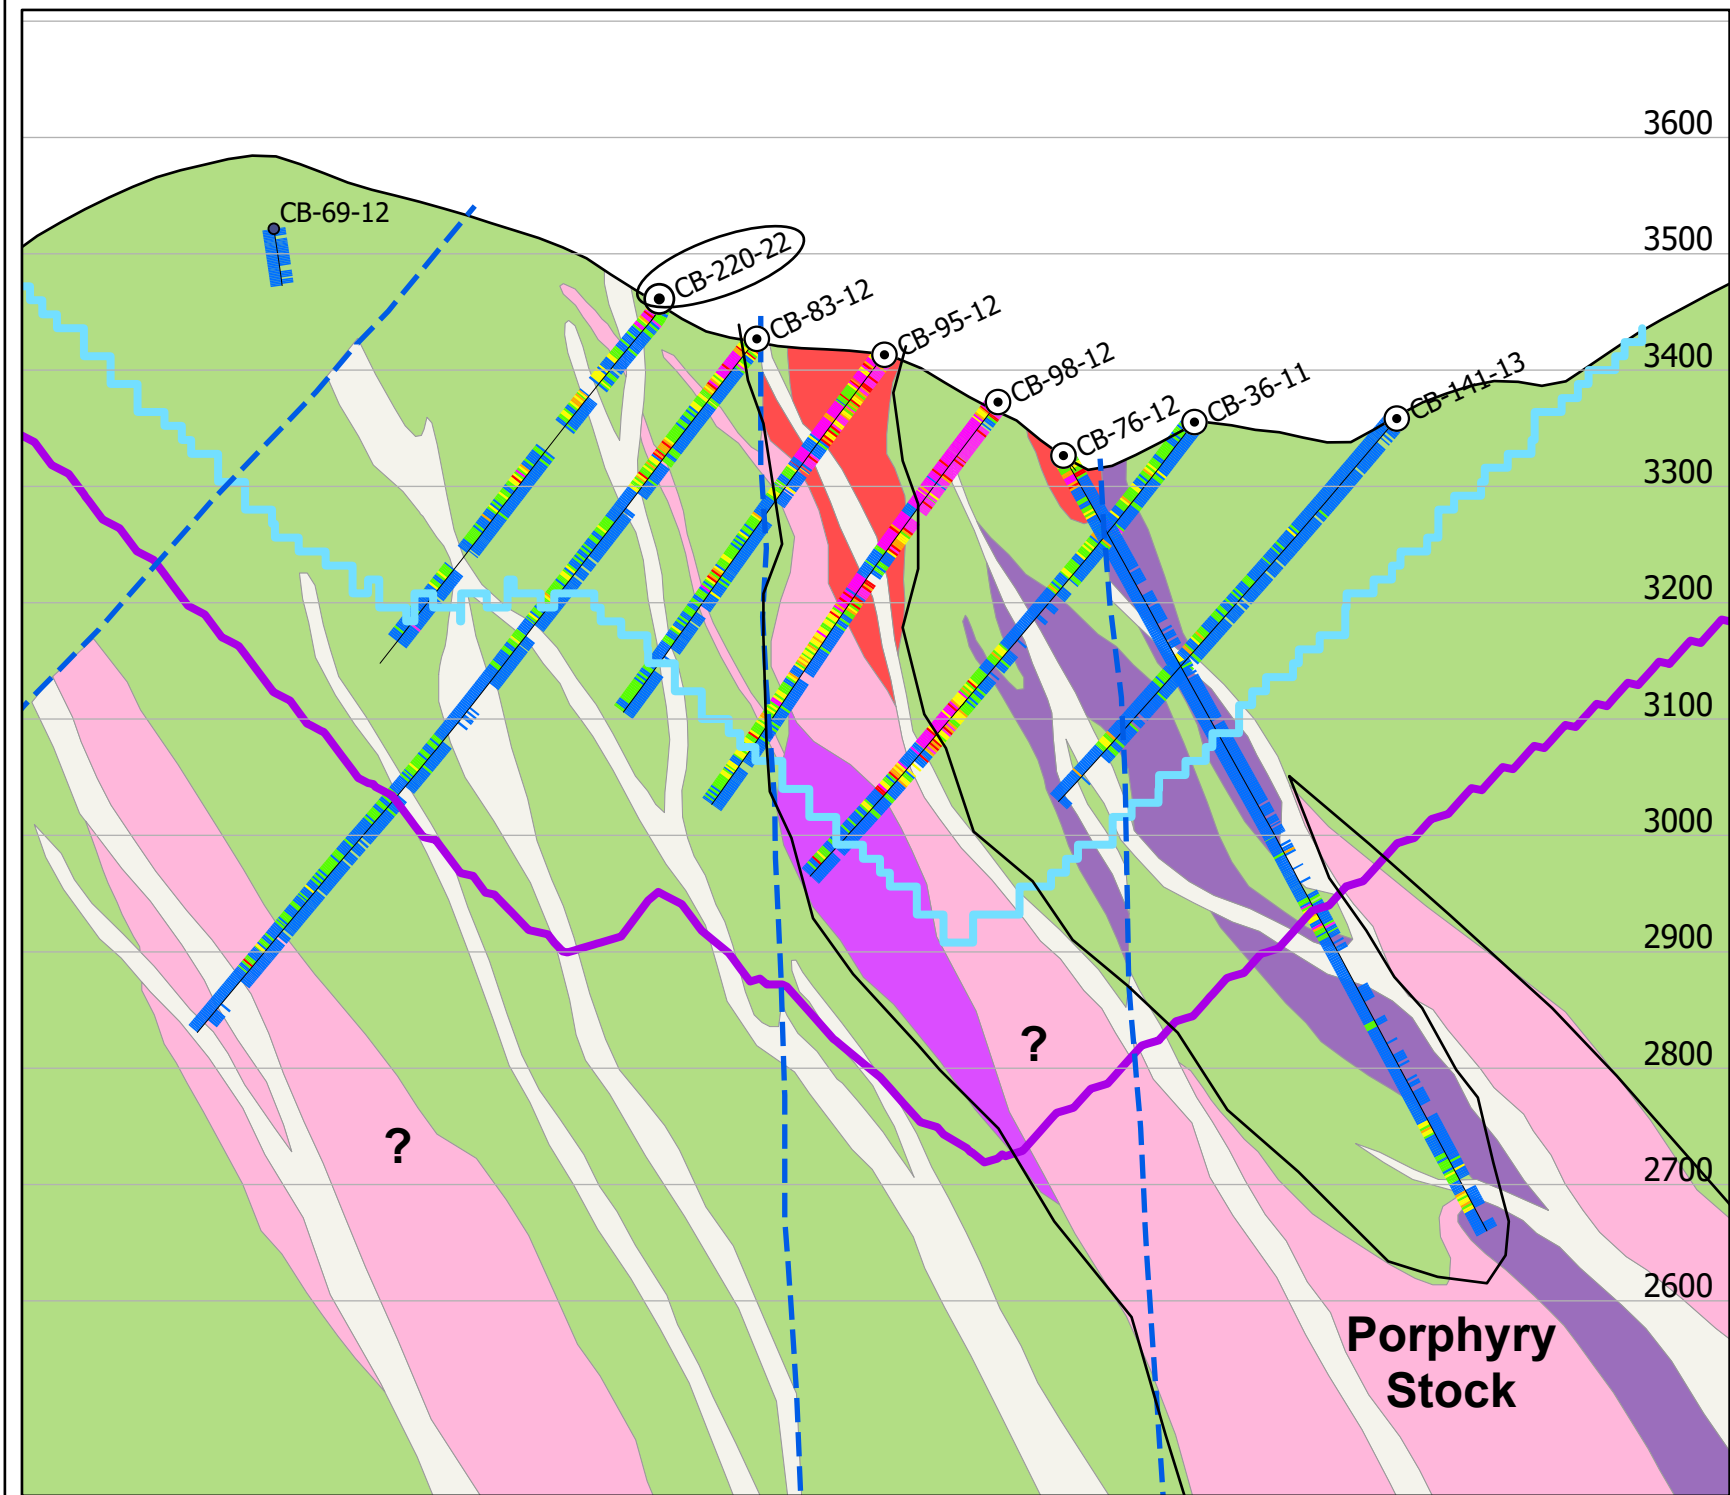 3600
CB-69-12
CB-220-22
3500
CB-83-12
CB-95-12
3400
CB-98-12
CB-36-11
CB-141-13
CB-76-12
3300
3200
3100
3000
2900
?
2800
?
2700
2600
Porphyry
Stock